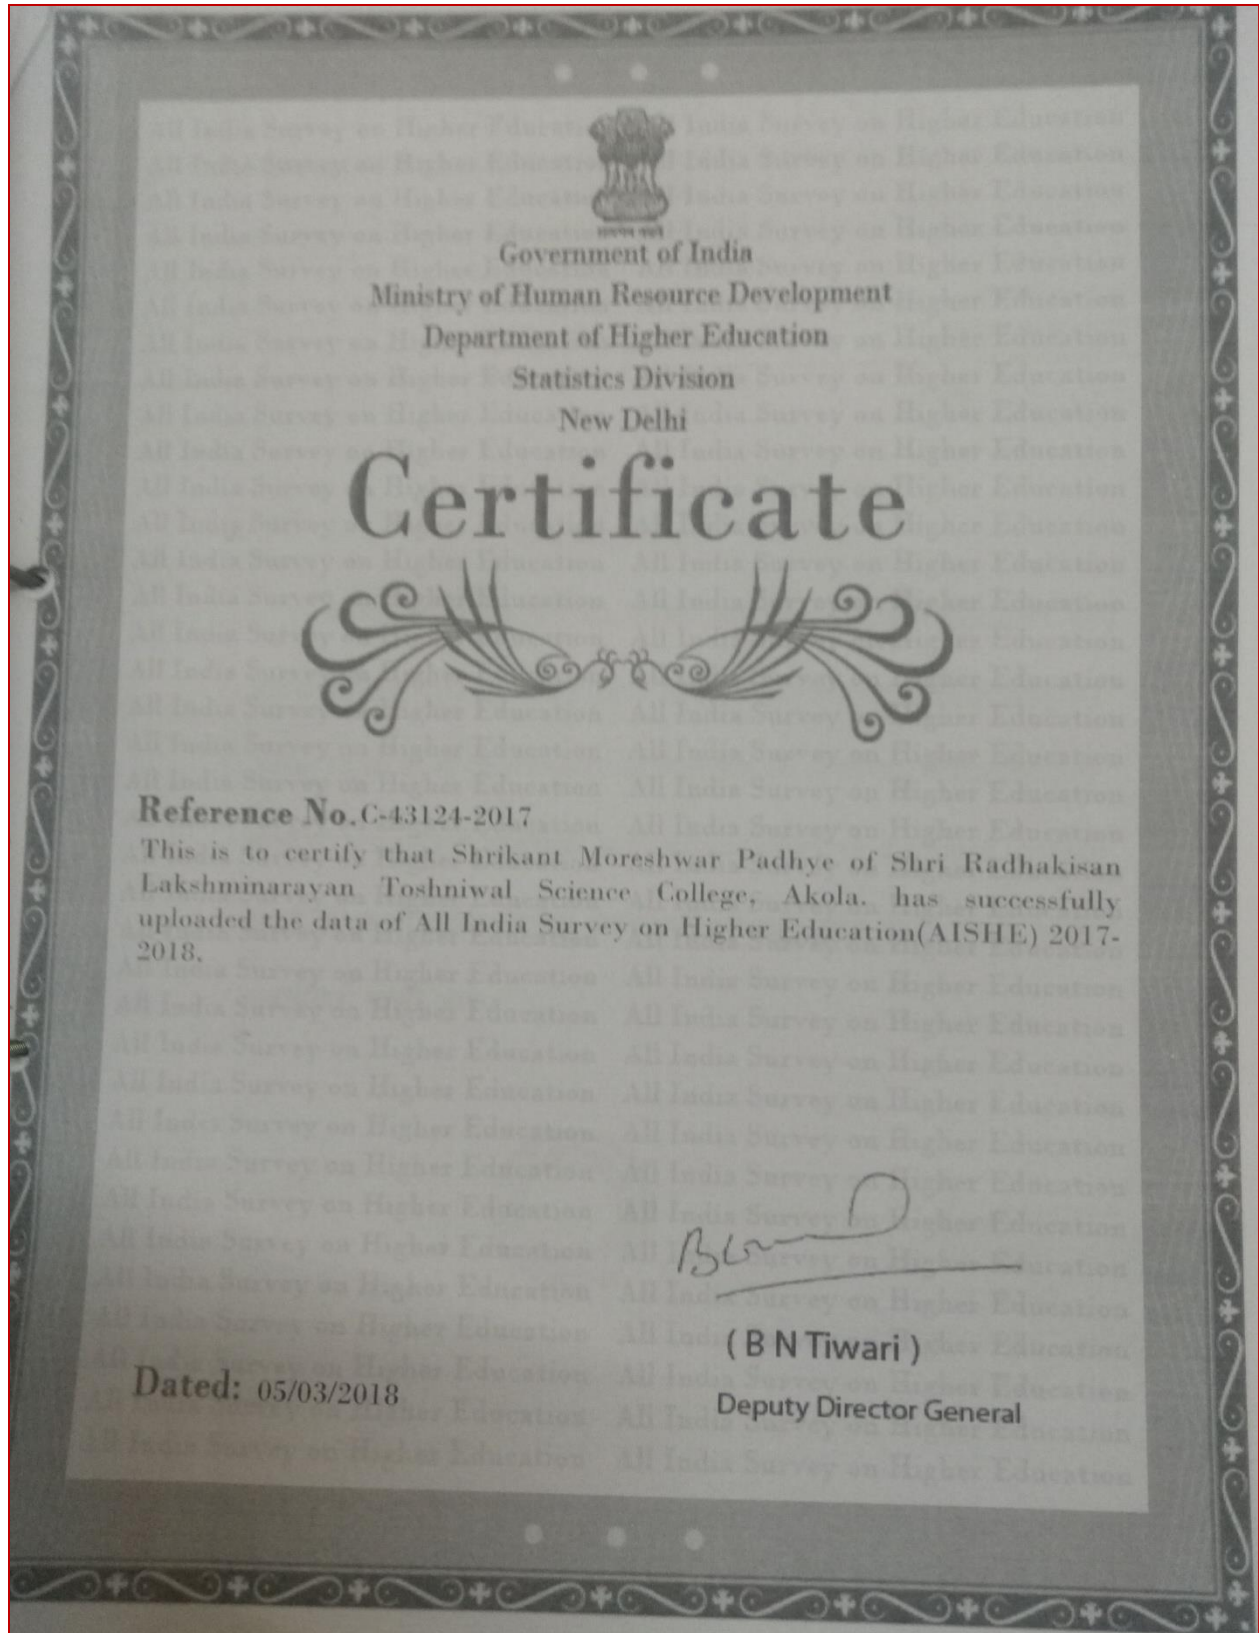 Government of India
Ministry of Human Resource Development
Department of Higher Education
Statistics Division
New Delhi
Certificate
Reference No.C-43124-2017
This is to certify that Shrikant Moreshwar Padhye of Shri Radhakisan
Lakshminarayan Toshniwal Science College, Akola. has successfully
uploaded the data of All India Survey on Higher Education(AISHE) 2017-
2018.
( B N Tiwari )
Dated: 05/03/2018
Deputy Director General